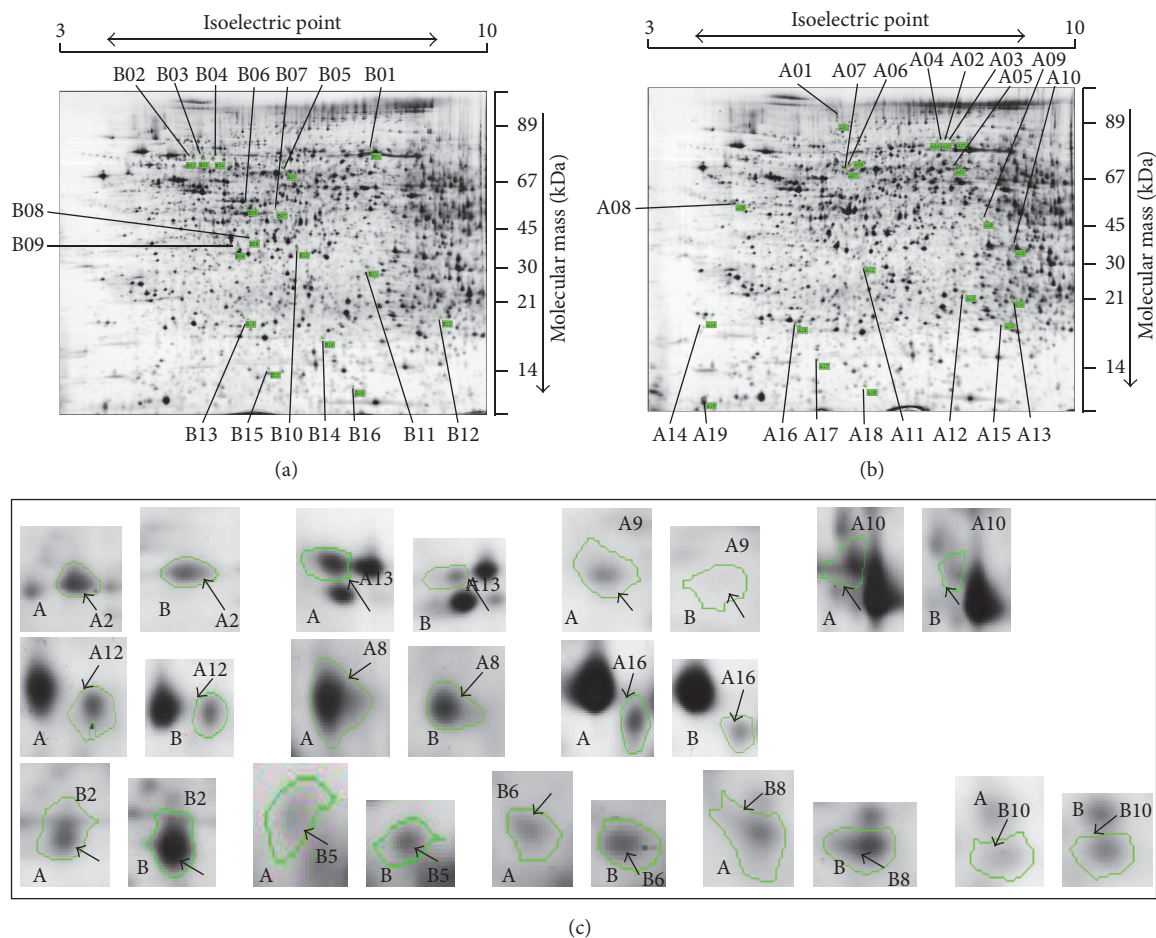 Isoelectric point
3 10
B02 B03 B04 B06 B07 B05 B01
89
67
45
30
21
14
Molecular mass (kDa)
B08
B09
B13 B15 B10 B14 B16 B11 B12
(a)
Isoelectric point
3 10
A01 A07 A06 A04 A02 A03 A05 A09 A10
89
67
45
30
21
14
Molecular mass (kDa)
A08
A14 A19 A16 A17 A18 A11 A12 A15 A13
(b)
A A2
B A2
A A13
B A13
A9 A
A9 B
A10 A
A10 B
A12 A
A12 B
A8 A
A8 B
A16 A
A16 B
B2 A
B2 B
A B5
B B5
B6 A
B B6
B8 A
B B8
A B10
B B10
(c)